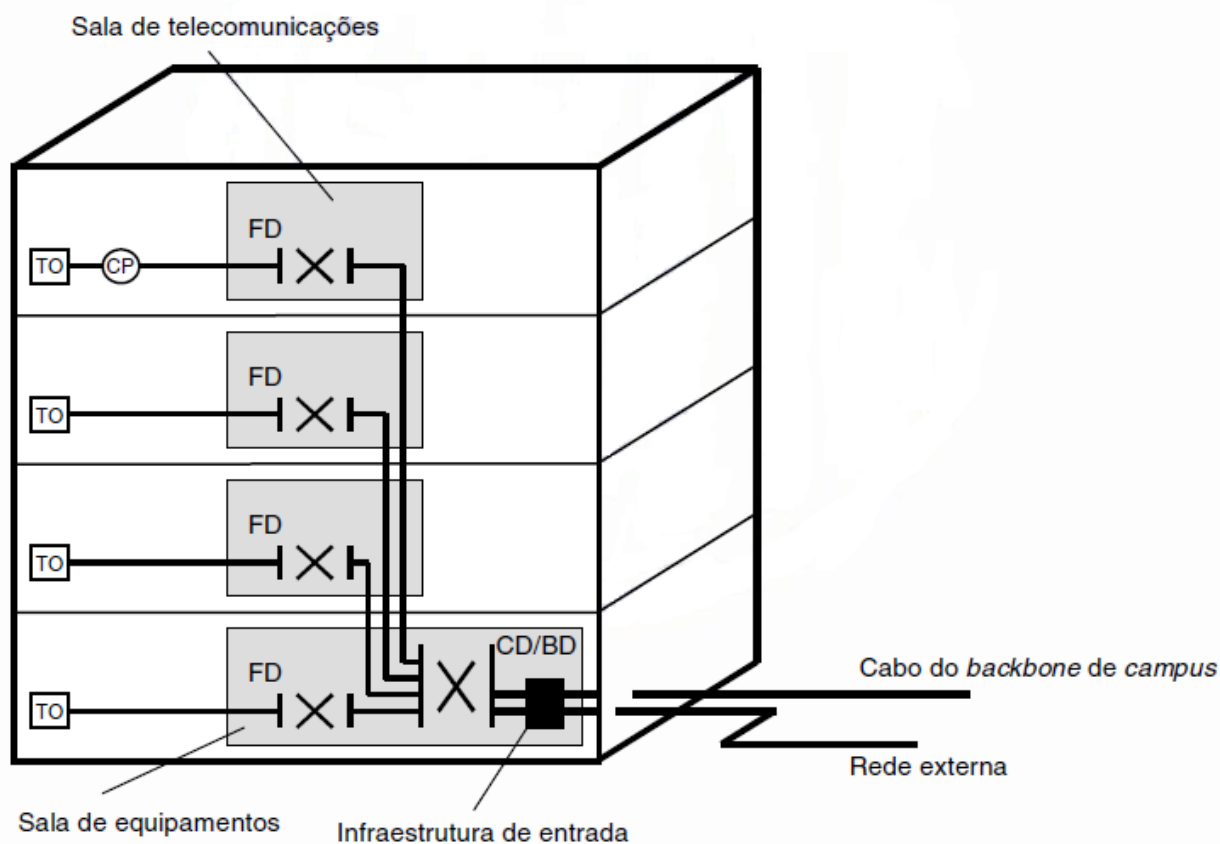 Sala de telecomunicações
FD
TO CP
FD
TO
FD
TO
CD/BD
FD
TO
Cabo do backbone de campus
Rede externa
Sala de equipamentos
Infraestrutura de entrada